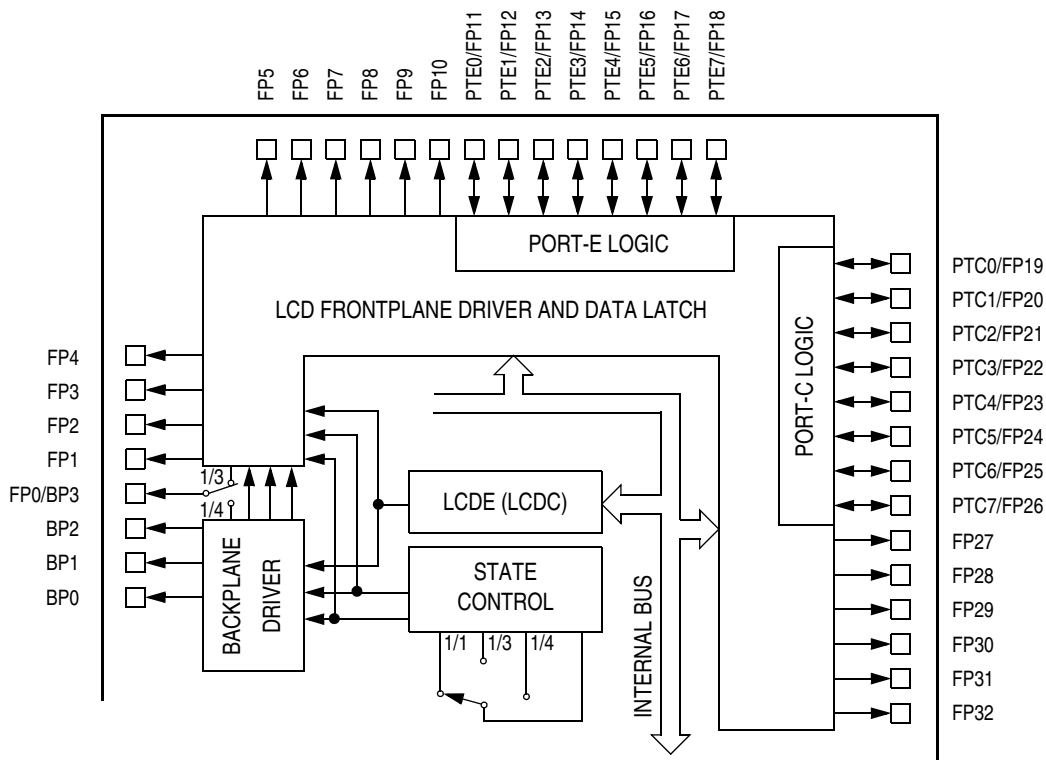 FP5
FP6
FP7
FP8
FP9
FP10
PTE0/FP11
PTE1/FP12
PTE2/FP13
PTE3/FP14
PTE4/FP15
PTE5/FP16
PTE6/FP17
PTE7/FP18
PORT-E LOGIC
LCD FRONTPLANE DRIVER AND DATA LATCH
FP4
FP3
FP2
FP1
FP0/BP3
BP2
BP1
BP0
1/3
1/4
BACKPLANE
DRIVER
LCDE (LCDC)
STATE
CONTROL
1/1
1/3
1/4
INTERNAL BUS
PORT-C LOGIC
PTC0/FP19
PTC1/FP20
PTC2/FP21
PTC3/FP22
PTC4/FP23
PTC5/FP24
PTC6/FP25
PTC7/FP26
FP27
FP28
FP29
FP30
FP31
FP32